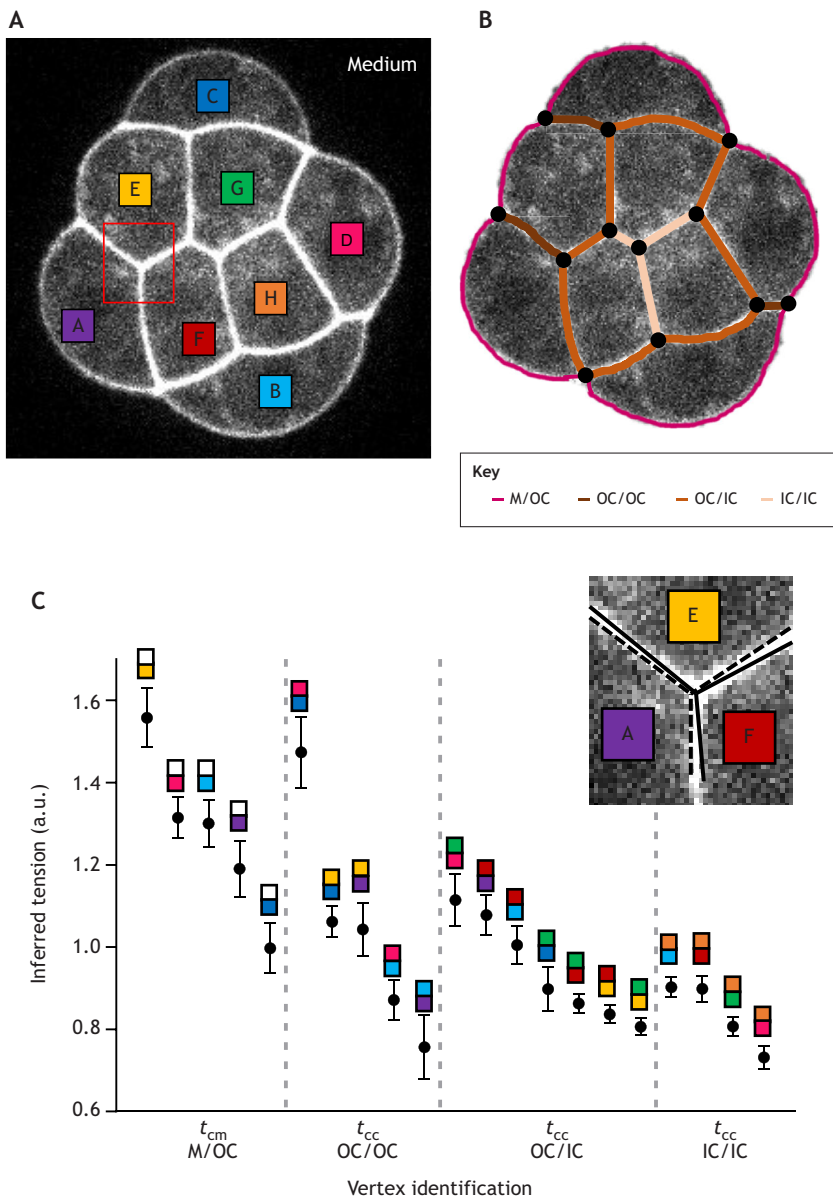 A
B
Medium
C
E
G
D
H
A
F
B
Key
M/OC
OC/OC
OC/IC
IC/IC
C
E
A
F
Inferred tension (a.u.)
1.6
1.4
1.2
1.0
0.8
0.6
tcm
M/OC
tcc
OC/OC
tcc
OC/IC
tcc
IC/IC
Vertex identification